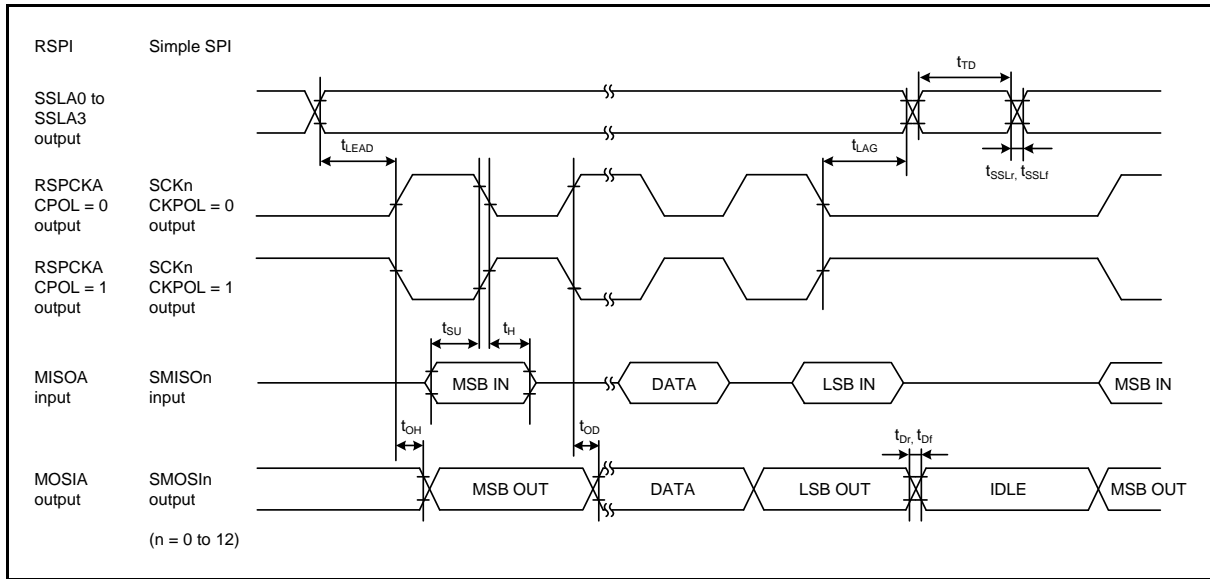 RSPI Simple SPI
tTD
SSLA0 to
SSLA3
output
tLEAD
tLAG
tSSLr, tSSLf
RSPCKA SCKn
CPOL = 0 CKPOL = 0
output output
RSPCKA SCKn
CPOL = 1 CKPOL = 1
output output
tSU tH
MISOA SMISOn
input input
MSB IN DATA LSB IN MSB IN
tOH tOD tDr, tDf
MOSIA SMOSIn
output output
MSB OUT DATA LSB OUT IDLE MSB OUT
(n = 0 to 12)